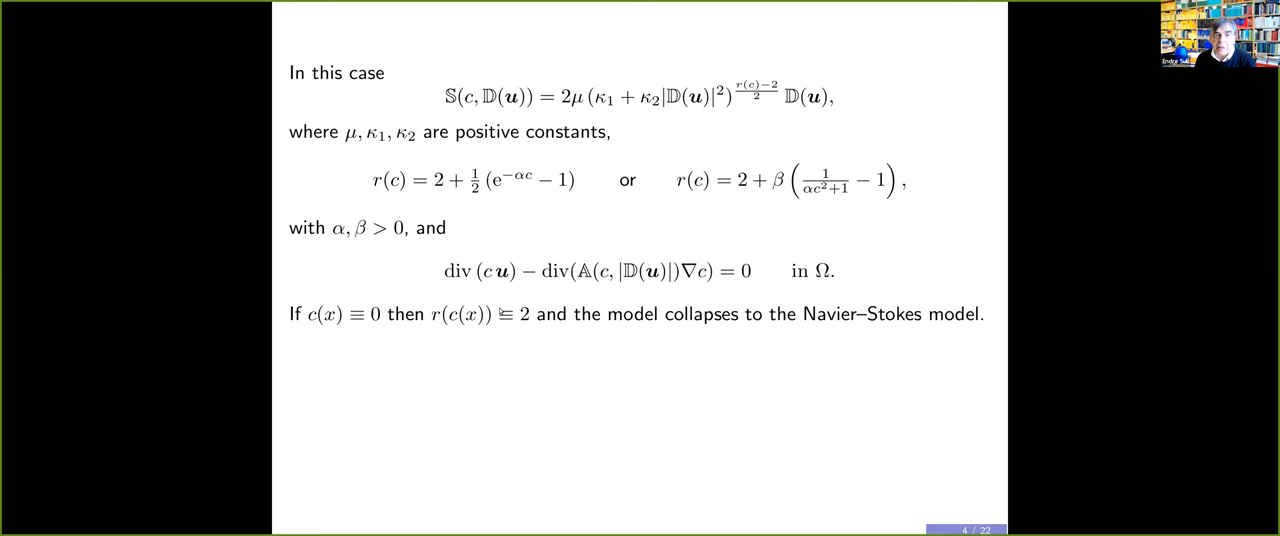 In this case
𝕊(c, 𝔻(u)) = 2μ (κ₁ + κ₂|𝔻(u)|²)^{(r(c)−2)/2} 𝔻(u),
where μ, κ₁, κ₂ are positive constants,
r(c) = 2 + ½ (e^{−αc} − 1) or r(c) = 2 + β (1/(αc²+1) − 1),
with α, β > 0, and
div (c u) − div(𝔸(c, |𝔻(u)|)∇c) = 0 in Ω.
If c(x) ≡ 0 then r(c(x)) ≡ 2 and the model collapses to the Navier–Stokes model.
4 / 22
Endre Suli